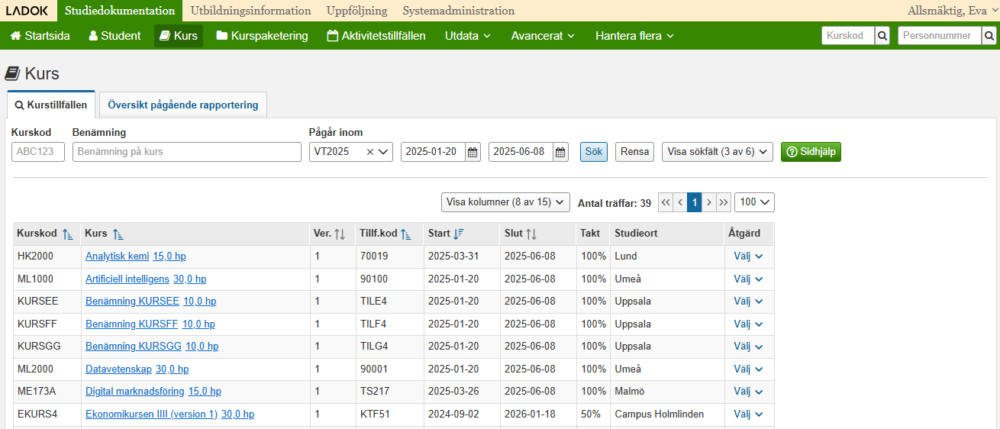 LADOK Studiedokumentation Utbildningsinformation Uppföljning Systemadministration Allsmäktig, Eva
Startsida Student Kurs Kurspaketering Aktivitetstillfällen Utdata Avancerat Hantera flera Kurskod Personnummer
Kurs
Kurstillfällen Översikt pågående rapportering
Kurskod Benämning Pågår inom
ABC123 Benämning på kurs VT2025 2025-01-20 2025-06-08 Sök Rensa Visa sökfält (3 av 6) Sidhjälp
Visa kolumner (8 av 15) Antal träffar: 39 1 100
Kurskod Kurs Ver. Tillf.kod Start Slut Takt Studieort Åtgärd
HK2000 Analytisk kemi 15,0 hp 1 70019 2025-03-31 2025-06-08 100% Lund Välj
ML1000 Artificiell intelligens 30,0 hp 1 90100 2025-01-20 2025-06-08 100% Umeå Välj
KURSEE Benämning KURSEE 10,0 hp 1 TILE4 2025-01-20 2025-06-08 100% Uppsala Välj
KURSFF Benämning KURSFF 10,0 hp 1 TILF4 2025-01-20 2025-06-08 100% Uppsala Välj
KURSGG Benämning KURSGG 10,0 hp 1 TILG4 2025-01-20 2025-06-08 100% Uppsala Välj
ML2000 Datavetenskap 30,0 hp 1 90001 2025-01-20 2025-06-08 100% Umeå Välj
ME173A Digital marknadsföring 15,0 hp 1 TS217 2025-03-26 2025-06-08 100% Malmö Välj
EKURS4 Ekonomikursen IIII (version 1) 30,0 hp 1 KTF51 2024-09-02 2026-01-18 50% Campus Holmlinden Välj